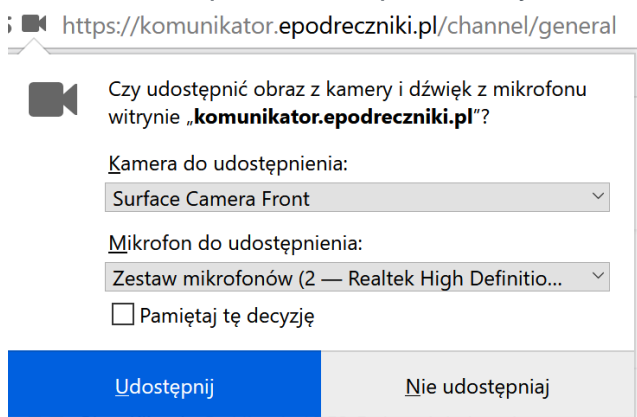 https://komunikator.epodreczniki.pl/channel/general
Czy udostępnić obraz z kamery i dźwięk z mikrofonu
witrynie „komunikator.epodreczniki.pl”?
Kamera do udostępnienia:
Surface Camera Front
Mikrofon do udostępnienia:
Zestaw mikrofonów (2 — Realtek High Definitio...
Pamiętaj tę decyzję
Udostępnij
Nie udostępniaj